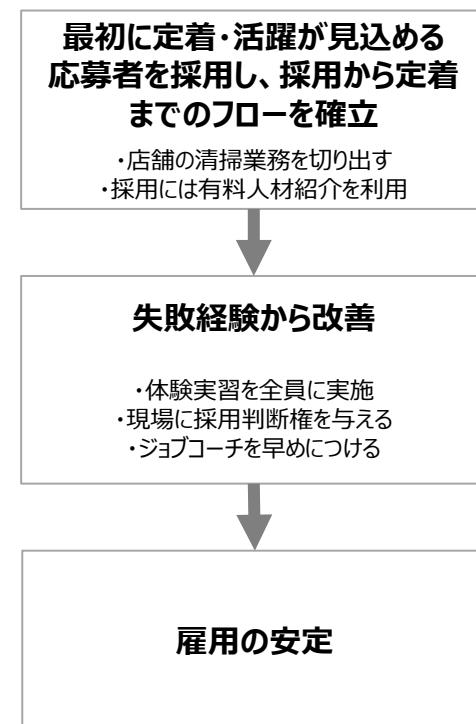 最初に定着・活躍が見込める
応募者を採用し、採用から定着
までのフローを確立
・店舗の清掃業務を切り出す
・採用には有料人材紹介を利用
失敗経験から改善
・体験実習を全員に実施
・現場に採用判断権を与える
・ジョブコーチを早めにつける
雇用の安定